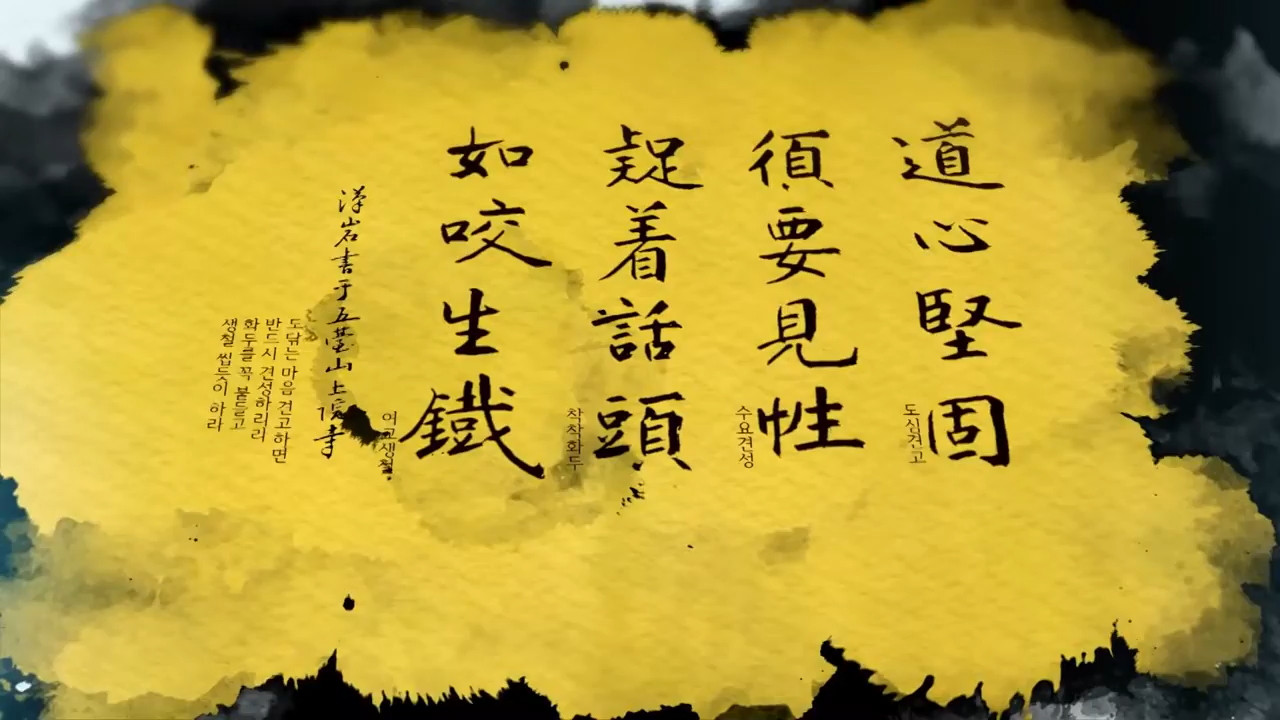 道心堅固
도심견고
須要見性
수요견성
疑着話頭
착착화두
如咬生鐵
여교생철
漢岩書于五臺山上院寺
도 닦는 마음 견고하면
반드시 견성하리리
화두를 꼭 붙들고
생철 씹듯이 하라